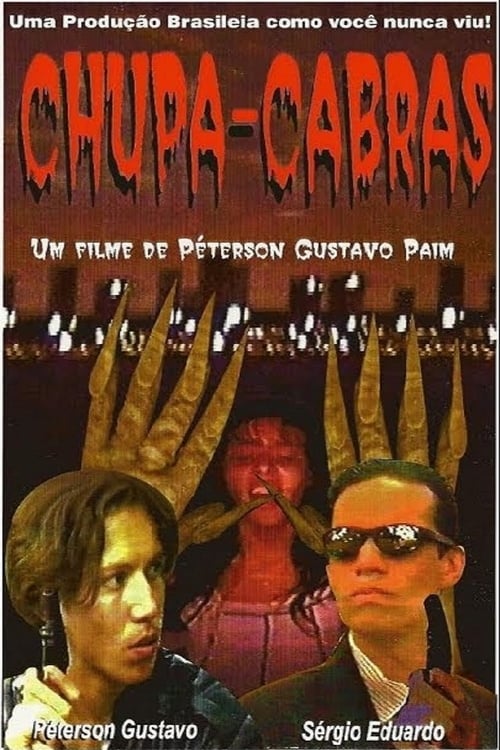 Uma Produção Brasileia como você nunca viu!
CHUPA-CABRAS
Um filme de Péterson Gustavo Paim
Péterson Gustavo
Sérgio Eduardo